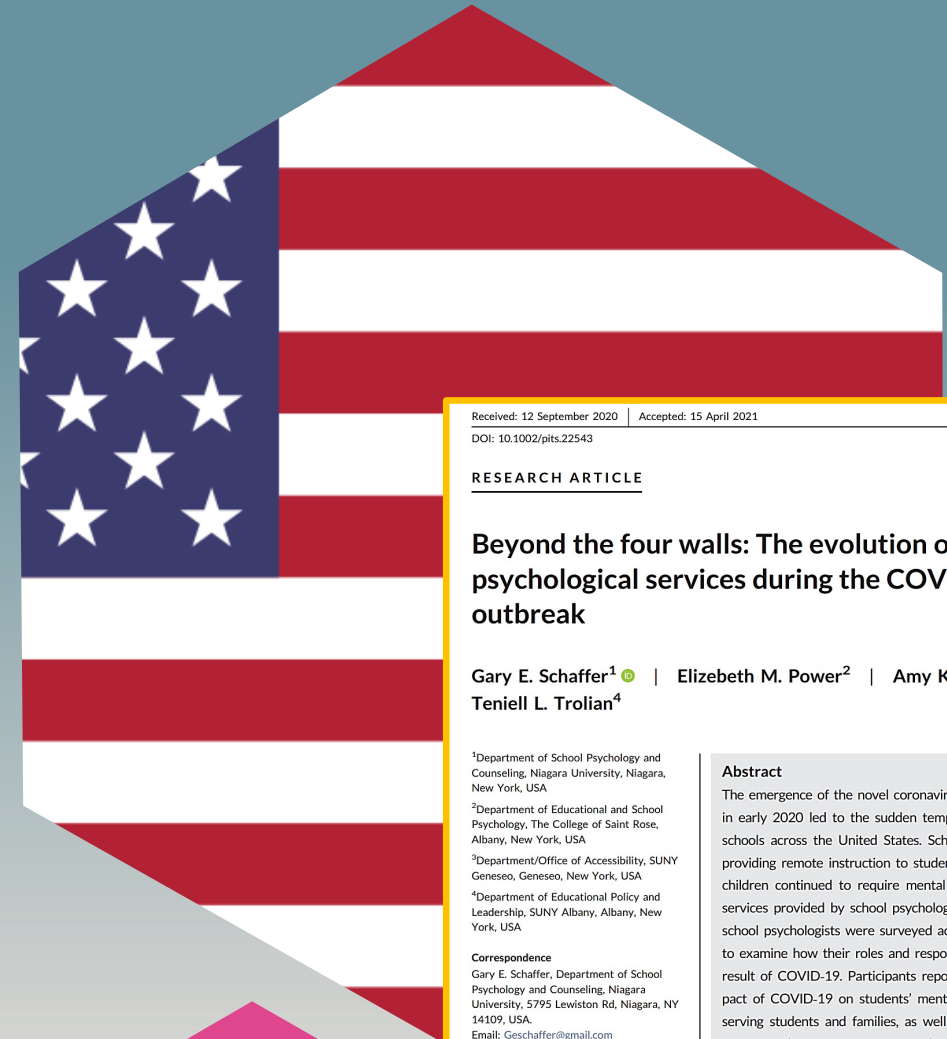 Received: 12 September 2020 | Accepted: 15 April 2021
DOI: 10.1002/pits.22543
RESEARCH ARTICLE
Beyond the four walls: The evolution o
psychological services during the COV
outbreak
Gary E. Schaffer1 iD | Elizebeth M. Power2 | Amy K
Teniell L. Trolian4
1Department of School Psychology and
Counseling, Niagara University, Niagara,
New York, USA
2Department of Educational and School
Psychology, The College of Saint Rose,
Albany, New York, USA
3Department/Office of Accessibility, SUNY
Geneseo, Geneseo, New York, USA
4Department of Educational Policy and
Leadership, SUNY Albany, Albany, New
York, USA
Correspondence
Gary E. Schaffer, Department of School
Psychology and Counseling, Niagara
University, 5795 Lewiston Rd, Niagara, NY
14109, USA.
Email: Geschaffer@gmail.com
Abstract
The emergence of the novel coronavir
in early 2020 led to the sudden temp
schools across the United States. Sch
providing remote instruction to studen
children continued to require mental
services provided by school psycholog
school psychologists were surveyed ac
to examine how their roles and respo
result of COVID-19. Participants repo
pact of COVID-19 on students' ment
serving students and families, as well